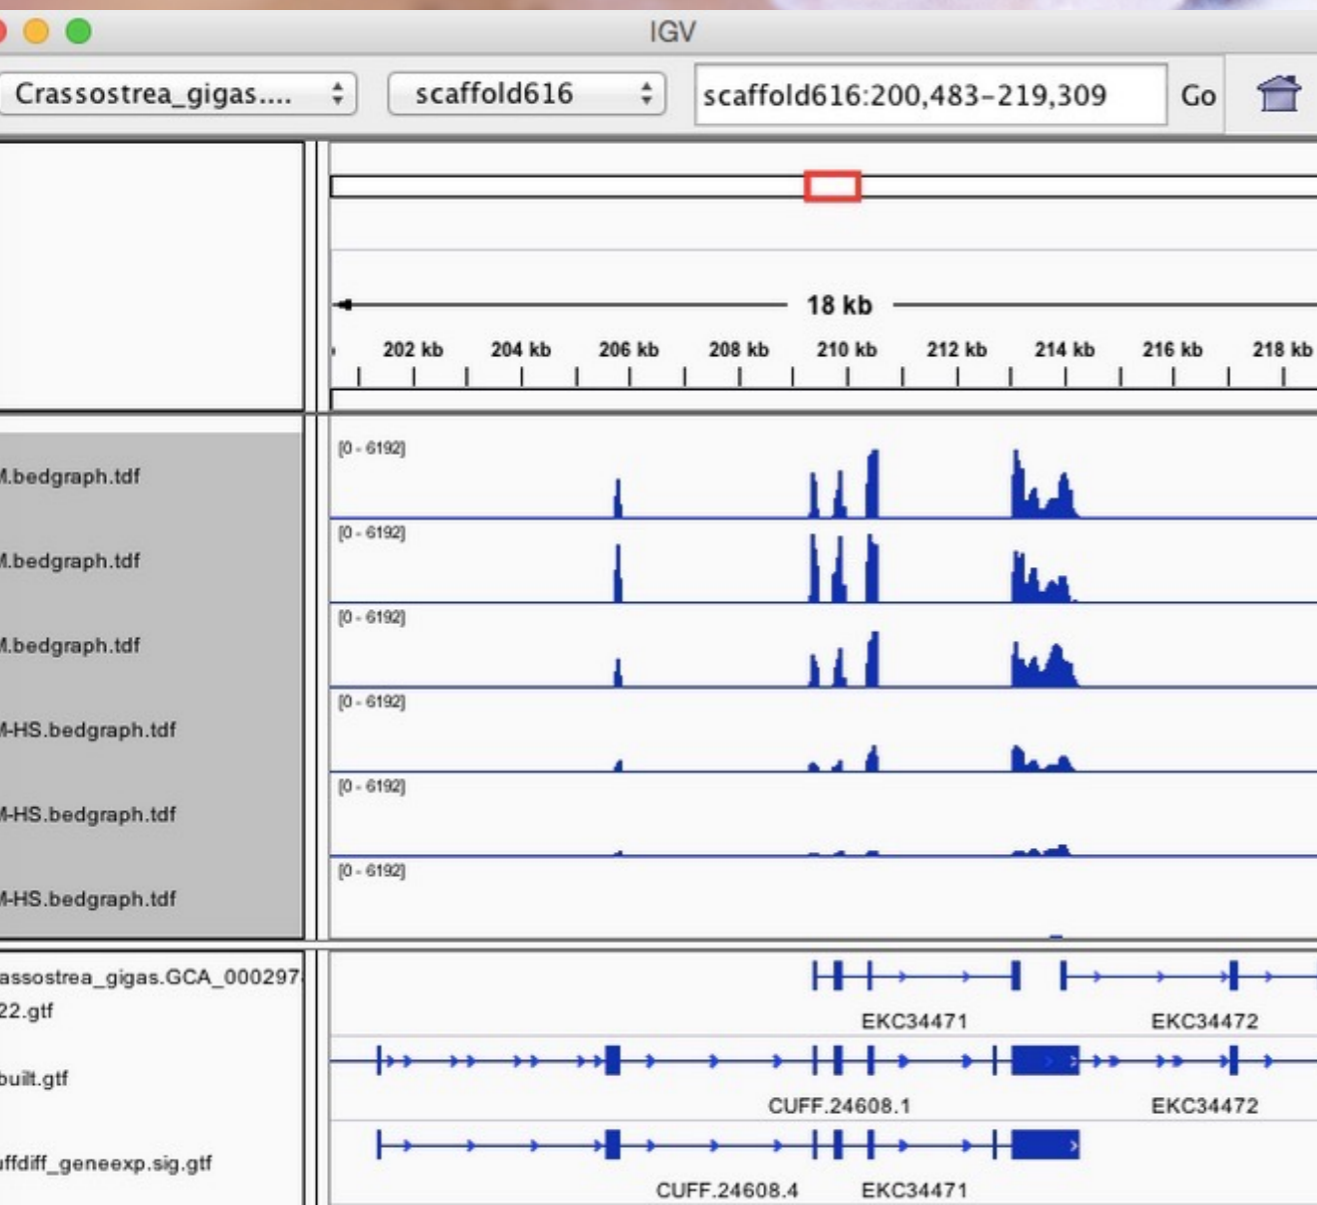 IGV
Crassostrea_gigas.... scaffold616 scaffold616:200,483-219,309 Go
18 kb
202 kb 204 kb 206 kb 208 kb 210 kb 212 kb 214 kb 216 kb 218 kb
[0 - 6192]
M.bedgraph.tdf
[0 - 6192]
M.bedgraph.tdf
[0 - 6192]
M.bedgraph.tdf
[0 - 6192]
M-HS.bedgraph.tdf
[0 - 6192]
M-HS.bedgraph.tdf
[0 - 6192]
M-HS.bedgraph.tdf
assostrea_gigas.GCA_000297
22.gtf
EKC34471 EKC34472
built.gtf
CUFF.24608.1 EKC34472
uffdiff_geneexp.sig.gtf
CUFF.24608.4 EKC34471